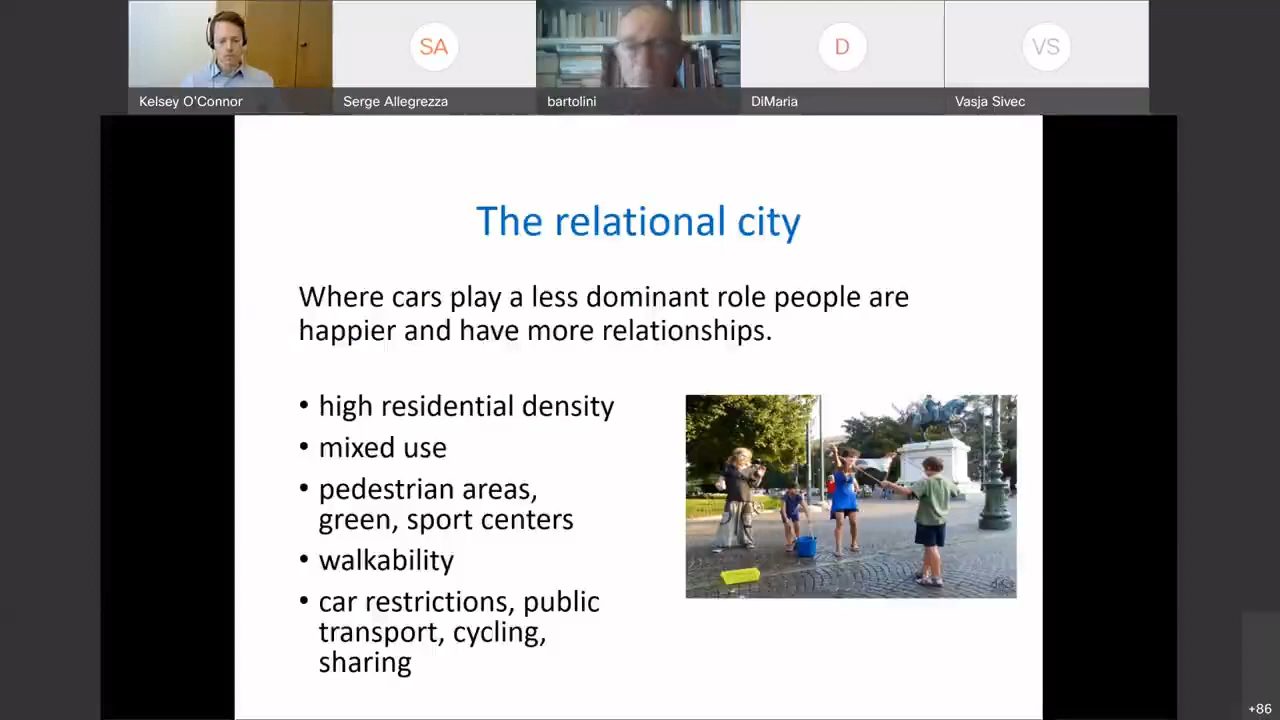 Kelsey O'Connor
SA
Serge Allegrezza
bartolini
D
DIMaria
VS
Vasja Sivec
The relational city
Where cars play a less dominant role people are
happier and have more relationships.
• high residential density
• mixed use
• pedestrian areas,
green, sport centers
• walkability
• car restrictions, public
transport, cycling,
sharing
+86